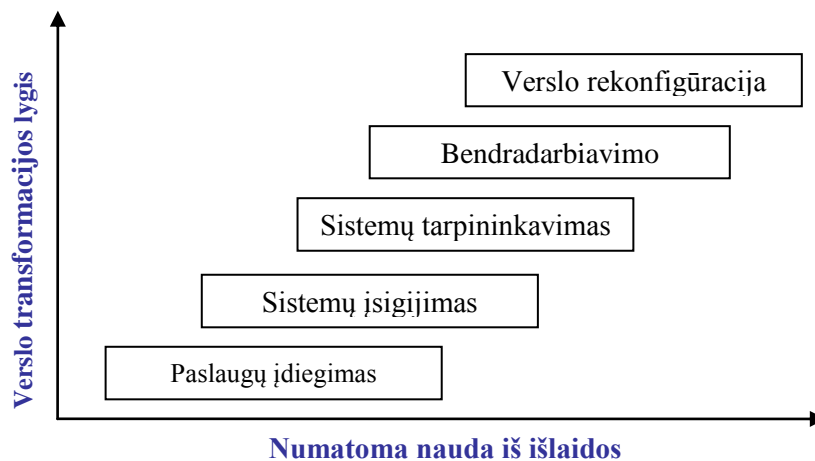 Verslo transformacijos lygis
Verslo rekonfigūracija
Bendradarbiavimo
Sistemų tarpininkavimas
Sistemų įsigijimas
Paslaugų įdiegimas
Numatoma nauda iš išlaidos